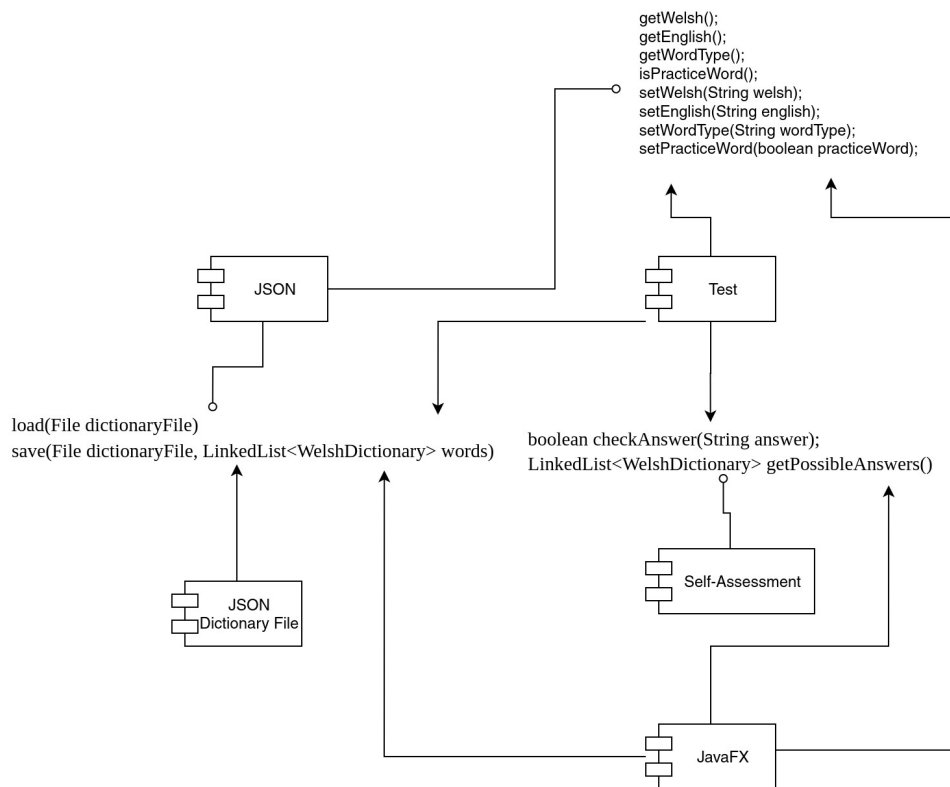 getWelsh();
getEnglish();
getWordType();
isPracticeWord();
setWelsh(String welsh);
setEnglish(String english);
setWordType(String wordType);
setPracticeWord(boolean practiceWord);
JSON
Test
load(File dictionaryFile)
save(File dictionaryFile, LinkedList<WelshDictionary> words)
boolean checkAnswer(String answer);
LinkedList<WelshDictionary> getPossibleAnswers()
Self-Assessment
JSON
Dictionary File
JavaFX